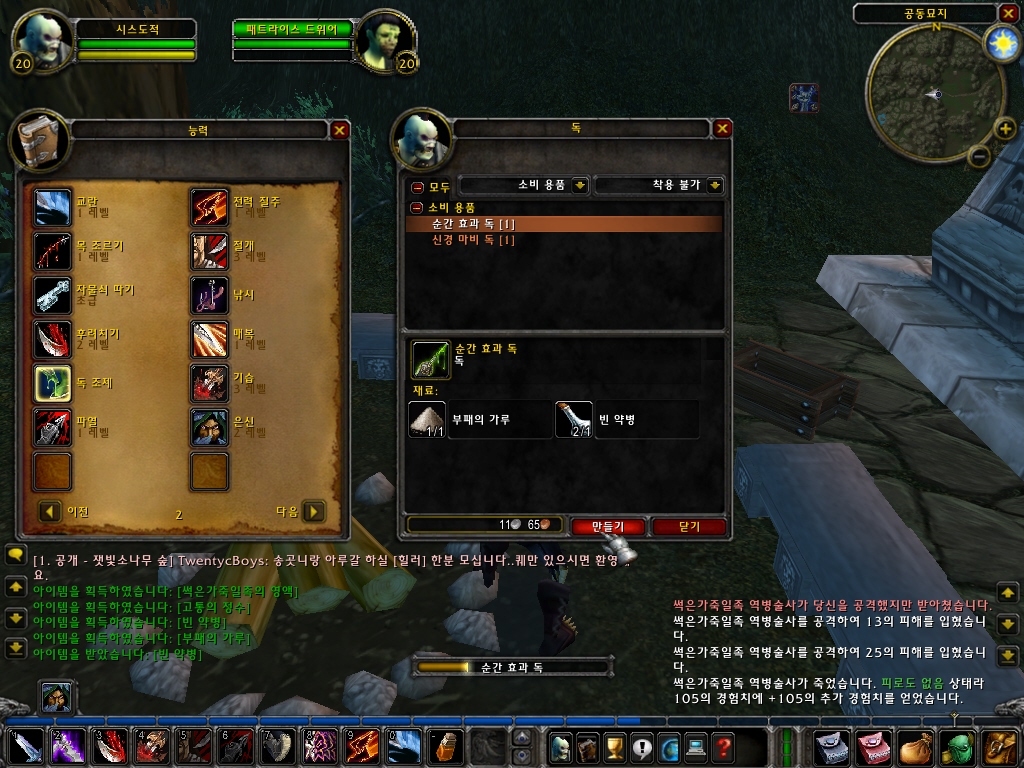 시스도적
20
패트라이스 드위어
20
공동묘지
N
능력
교란
1 레벨
전력 질주
1 레벨
목 조르기
1 레벨
절개
3 레벨
자물쇠 따기
초급
낚시
후려치기
2 레벨
매복
1 레벨
독 조제
기습
3 레벨
파열
1 레벨
은신
2 레벨
이전
2
다음
독
모두
소비 용품
착용 불가
소비 용품
순간 효과 독 [1]
신경 마비 독 [1]
순간 효과 독
독
재료:
1/1
부패의 가루
2/1
빈 약병
11 65
만들기
닫기
[1. 공개 - 잿빛소나무 숲] TwentycBoys: 송곳니랑 아루갈 하실 [힐러] 한분 모십니다..퀘만 있으시면 환영 ..
요.
아이템을 획득하였습니다: [썩은가죽일족의 영액]
아이템을 획득하였습니다: [고통의 정수]
아이템을 획득하였습니다: [빈 약병]
아이템을 획득하였습니다: [부패의 가루]
아이템을 받았습니다: [빈 약병]
순간 효과 독
썩은가죽일족 역병술사가 당신을 공격했지만 받아쳤습니다.
썩은가죽일족 역병술사를 공격하여 13의 피해를 입혔습니
다.
썩은가죽일족 역병술사를 공격하여 25의 피해를 입혔습니
다.
썩은가죽일족 역병술사가 죽었습니다. 피로도 없음 상태라
105의 경험치에 +105의 추가 경험치를 얻었습니다.